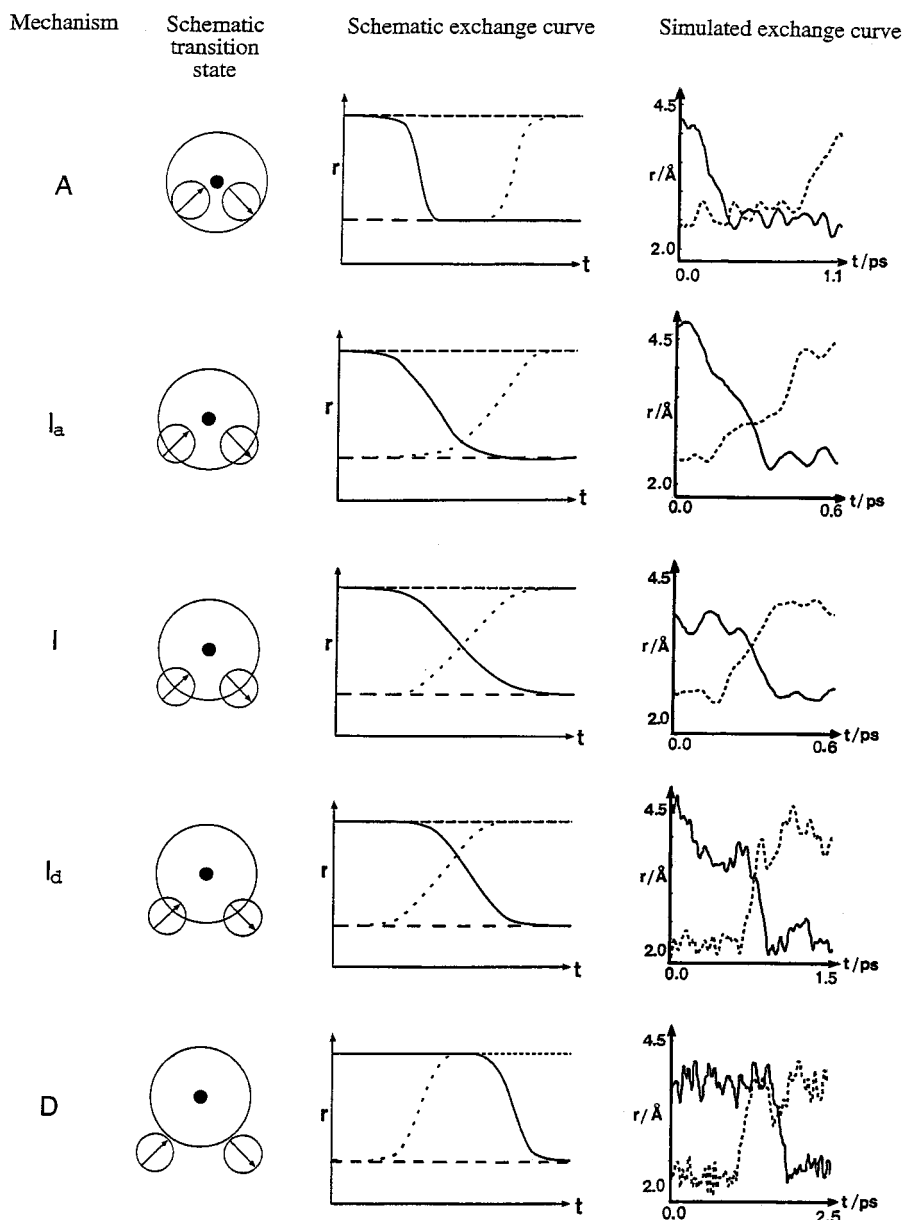 Mechanism Schematic transition state Schematic exchange curve Simulated exchange curve
A
r
t
4.5
r/Å
2.0
0.0
1.1
t/ps
Iₐ
r
t
4.5
r/Å
2.0
0.0
0.6
t/ps
I
r
t
4.5
r/Å
2.0
0.0
0.6
t/ps
I_d
r
t
4.5
r/Å
2.0
0.0
1.5
t/ps
D
r
t
4.5
r/Å
2.0
0.0
2.5
t/ps